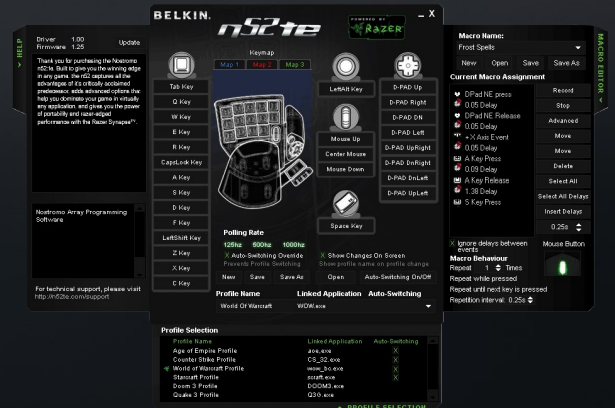 HELP
Driver 1.00
Firmware 1.25
Update
Thank you for purchasing the Nostromo
n52te. Built to give you the winning edge
in any game, the n52 captures all the
advantages of it's critically acclaimed
predecessor, adds advanced options that
help you dominate your game in virtually
any application, and gives you the power
of portability and razer-edged
performance with the Razer Synapse™.
Nostromo Array Programming
Software
For technical support, please visit
http://n52te.com/support
BELKIN.
n52te
POWERED BY
RAZER
_ X
Keymap
Map 1 Map 2 Map 3
Tab Key
Q Key
W Key
E Key
R Key
CapsLock Key
A Key
S Key
D Key
F Key
LeftShift Key
Z Key
X Key
C Key
LeftAlt Key
Mouse Up
Center Mouse
Mouse Down
Space Key
D-PAD Up
D-PAD Right
D-PAD DN
D-PAD Left
D-PAD UpRight
D-PAD DnRight
D-PAD DnLeft
D-PAD UpLeft
Polling Rate
125hz 500hz 1000hz
X Auto-Switching Override
Prevents Profile Switching
X Show Changes On Screen
Show profile name on profile change
New Save Save As Open Auto-Switching On/Off
Profile Name Linked Application Auto-Switching
World Of Warcraft WOW.exe
Profile Selection
Profile Name Linked Application Auto-Switching
Age of Empire Profile aoe.exe X
Counter Strike Profile CS_32.exe X
World of Warcraft Profile wow_bc.exe X
Starcraft Profile scraft.exe X
Doom 3 Profile DOOM3.exe
Quake 3 Profile Q30.exe
PROFILE SELECTION
MACRO EDITOR
Macro Name:
Frost Spells
New Open Save Save As
Current Macro Assignment
DPad NE press
0.05 Delay
DPad NE Release
0.05 Delay
+X Axis Event
0.05 Delay
A Key Press
0.09 Delay
A Key Release
1.38 Delay
S Key Press
Record
Stop
Advanced
Move
Move
Delete
Select All
Select All Delays
Insert Delays
0.25s
X Ignore delays between
events
Mouse Button
Macro Behaviour
Repeat 1 Times
Repeat while pressed
Repeat until next key is pressed
Repetition interval: 0.25s